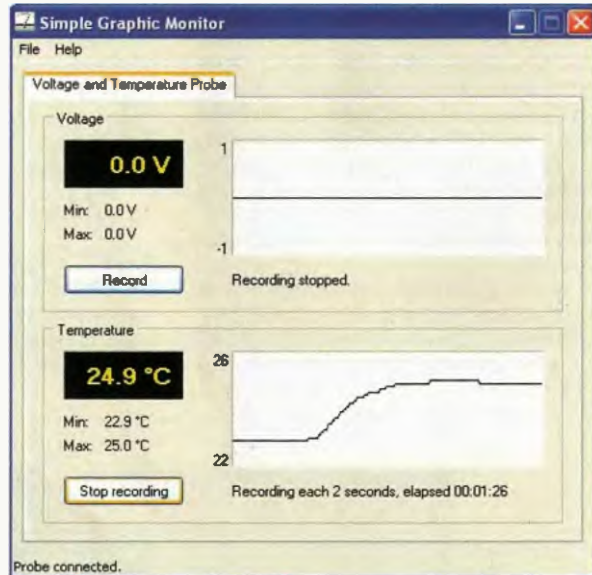 Simple Graphic Monitor
File Help
Voltage and Temperature Probe
Voltage
0.0 V
Min: 0.0 V
Max: 0.0 V
1
-1
Record
Recording stopped.
Temperature
24.9 °C
Min: 22.9 °C
Max: 25.0 °C
26
22
Stop recording
Recording each 2 seconds, elapsed 00:01:26
Probe connected.